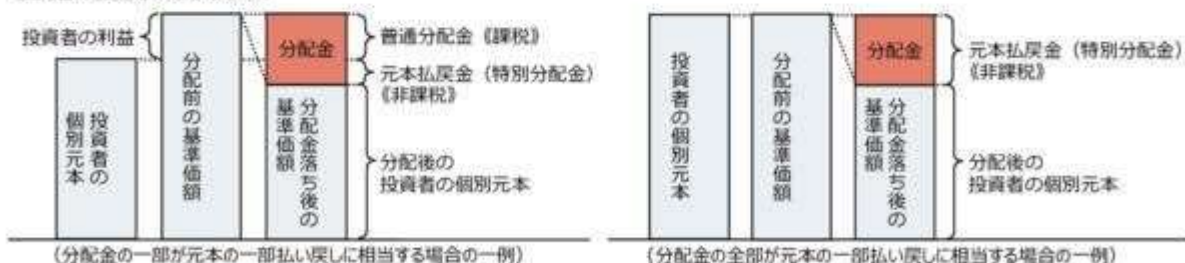 投資者の利益
投資者の
個別元本
分配前の基準価額
分配金
分配金落ち後の
基準価額
普通分配金《課税》
元本払戻金（特別分配金）
《非課税》
分配後の
投資者の個別元本
（分配金の一部が元本の一部払い戻しに相当する場合の一例）
投資者の個別元本
分配前の基準価額
分配金
分配金落ち後の
基準価額
元本払戻金（特別分配金）
《非課税》
分配後の
投資者の個別元本
（分配金の全部が元本の一部払い戻しに相当する場合の一例）